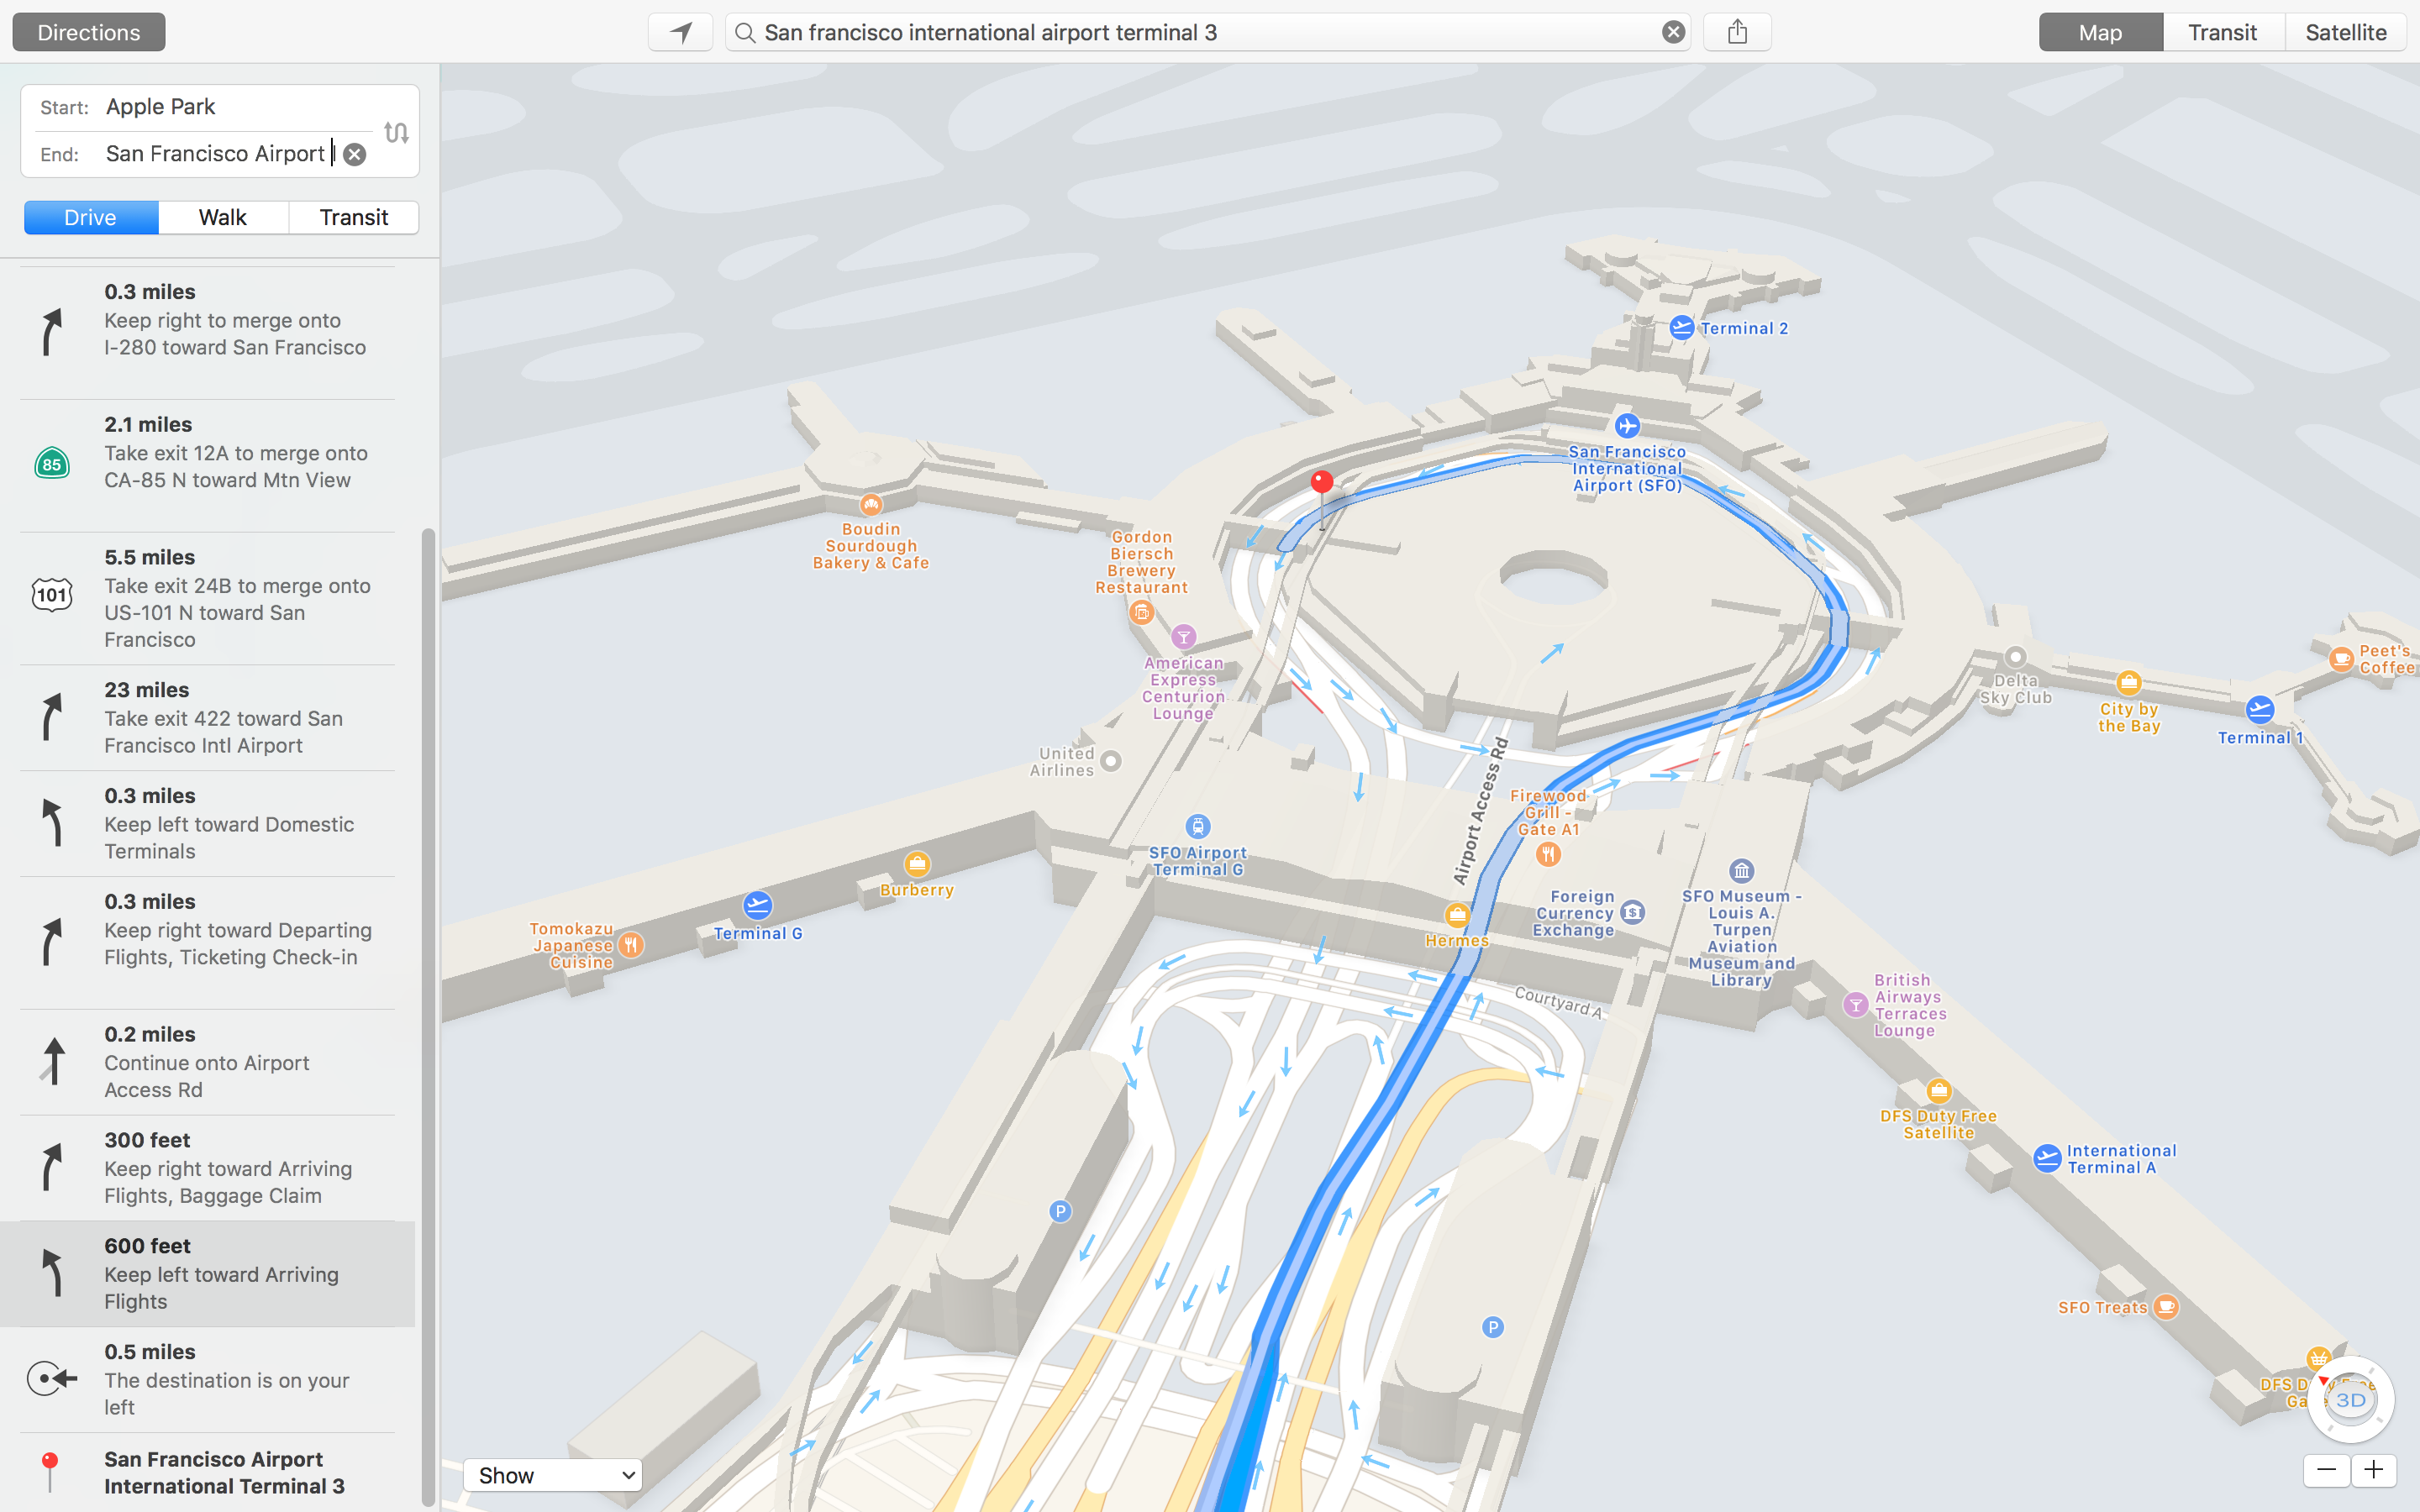 Directions
San francisco international airport terminal 3
Map
Transit
Satellite
Start:
Apple Park
End:
San Francisco Airport
Drive
Walk
Transit
0.3 miles
Keep right to merge onto
I-280 toward San Francisco
85
2.1 miles
Take exit 12A to merge onto
CA-85 N toward Mtn View
101
5.5 miles
Take exit 24B to merge onto
US-101 N toward San
Francisco
23 miles
Take exit 422 toward San
Francisco Intl Airport
0.3 miles
Keep left toward Domestic
Terminals
0.3 miles
Keep right toward Departing
Flights, Ticketing Check-in
0.2 miles
Continue onto Airport
Access Rd
300 feet
Keep right toward Arriving
Flights, Baggage Claim
600 feet
Keep left toward Arriving
Flights
0.5 miles
The destination is on your
left
San Francisco Airport
International Terminal 3
Terminal 2
San Francisco
International
Airport (SFO)
Boudin
Sourdough
Bakery & Cafe
Gordon
Biersch
Brewery
Restaurant
American
Express
Centurion
Lounge
United
Airlines
Delta
Sky Club
City by
the Bay
Peet's
Coffee
Terminal 1
Airport Access Rd
Firewood
Grill -
Gate A1
SFO Airport
Terminal G
Burberry
Terminal G
Tomokazu
Japanese
Cuisine
Hermes
Foreign
Currency
Exchange
$
SFO Museum -
Louis A.
Turpen
Aviation
Museum and
Library
Courtyard A
British
Airways
Terraces
Lounge
DFS Duty Free
Satellite
International
Terminal A
P
P
SFO Treats
DFS
3D
Show